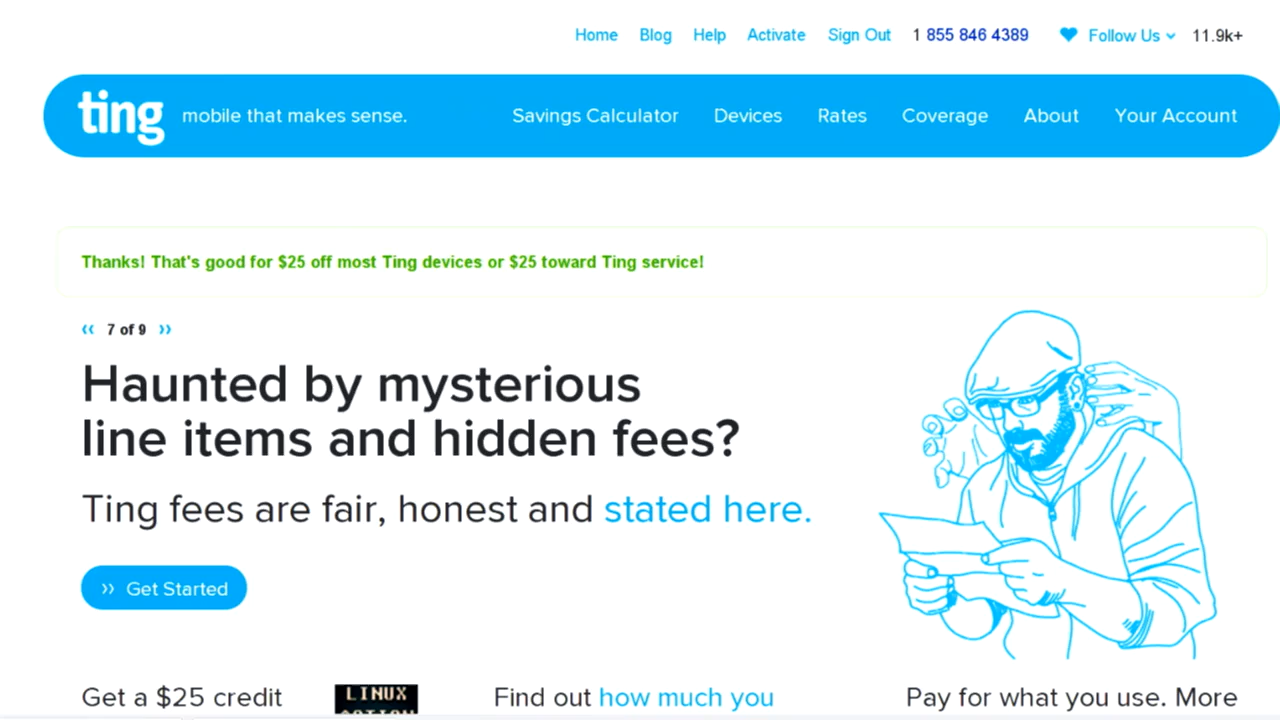 Home Blog Help Activate Sign Out 1 855 846 4389 Follow Us 11.9k+
ting mobile that makes sense. Savings Calculator Devices Rates Coverage About Your Account
Thanks! That's good for $25 off most Ting devices or $25 toward Ting service!
‹‹ 7 of 9 ››
Haunted by mysterious
line items and hidden fees?
Ting fees are fair, honest and stated here.
›› Get Started
Get a $25 credit LINUX Find out how much you Pay for what you use. More